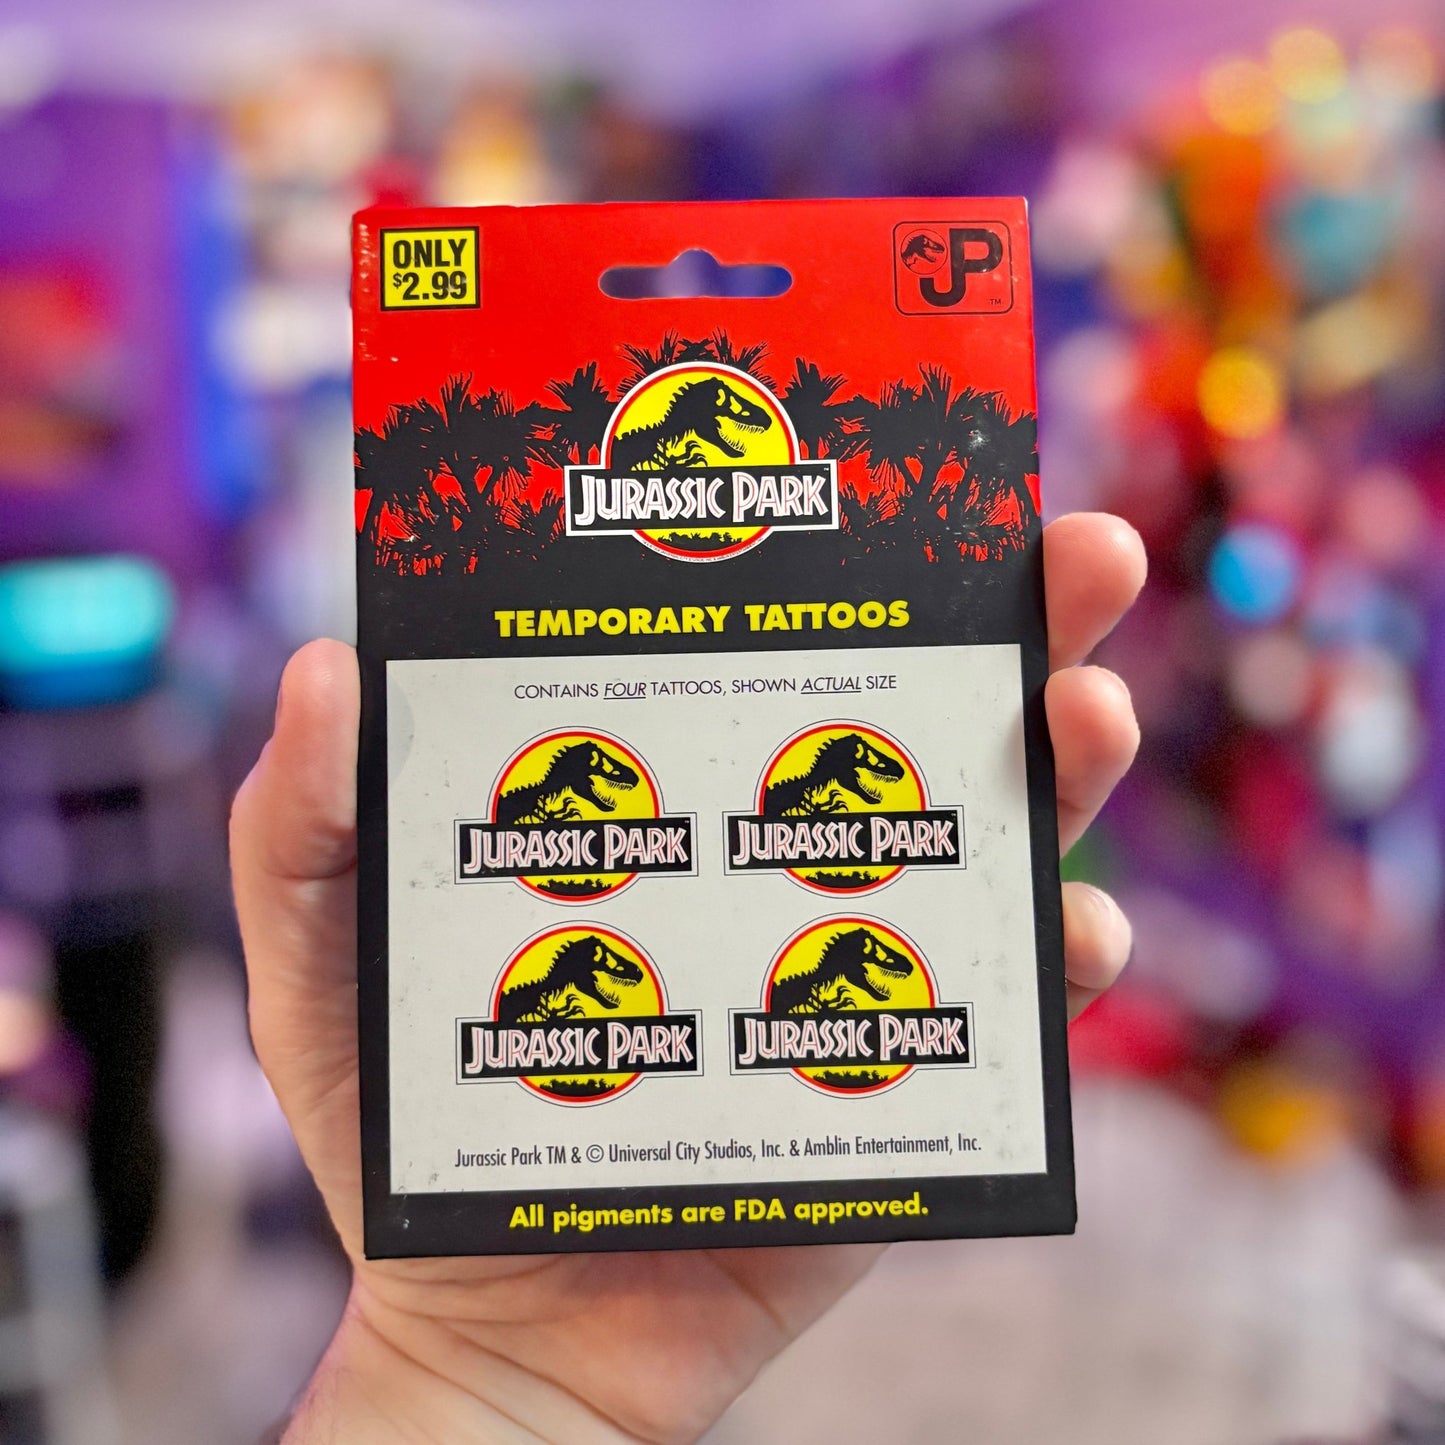 ONLY
$2.99
JP
TM
JURASSIC PARK
TEMPORARY TATTOOS
CONTAINS FOUR TATTOOS, SHOWN ACTUAL SIZE
JURASSIC PARK JURASSIC PARK
JURASSIC PARK JURASSIC PARK
Jurassic Park TM & © Universal City Studios, Inc. & Amblin Entertainment, Inc.
All pigments are FDA approved.